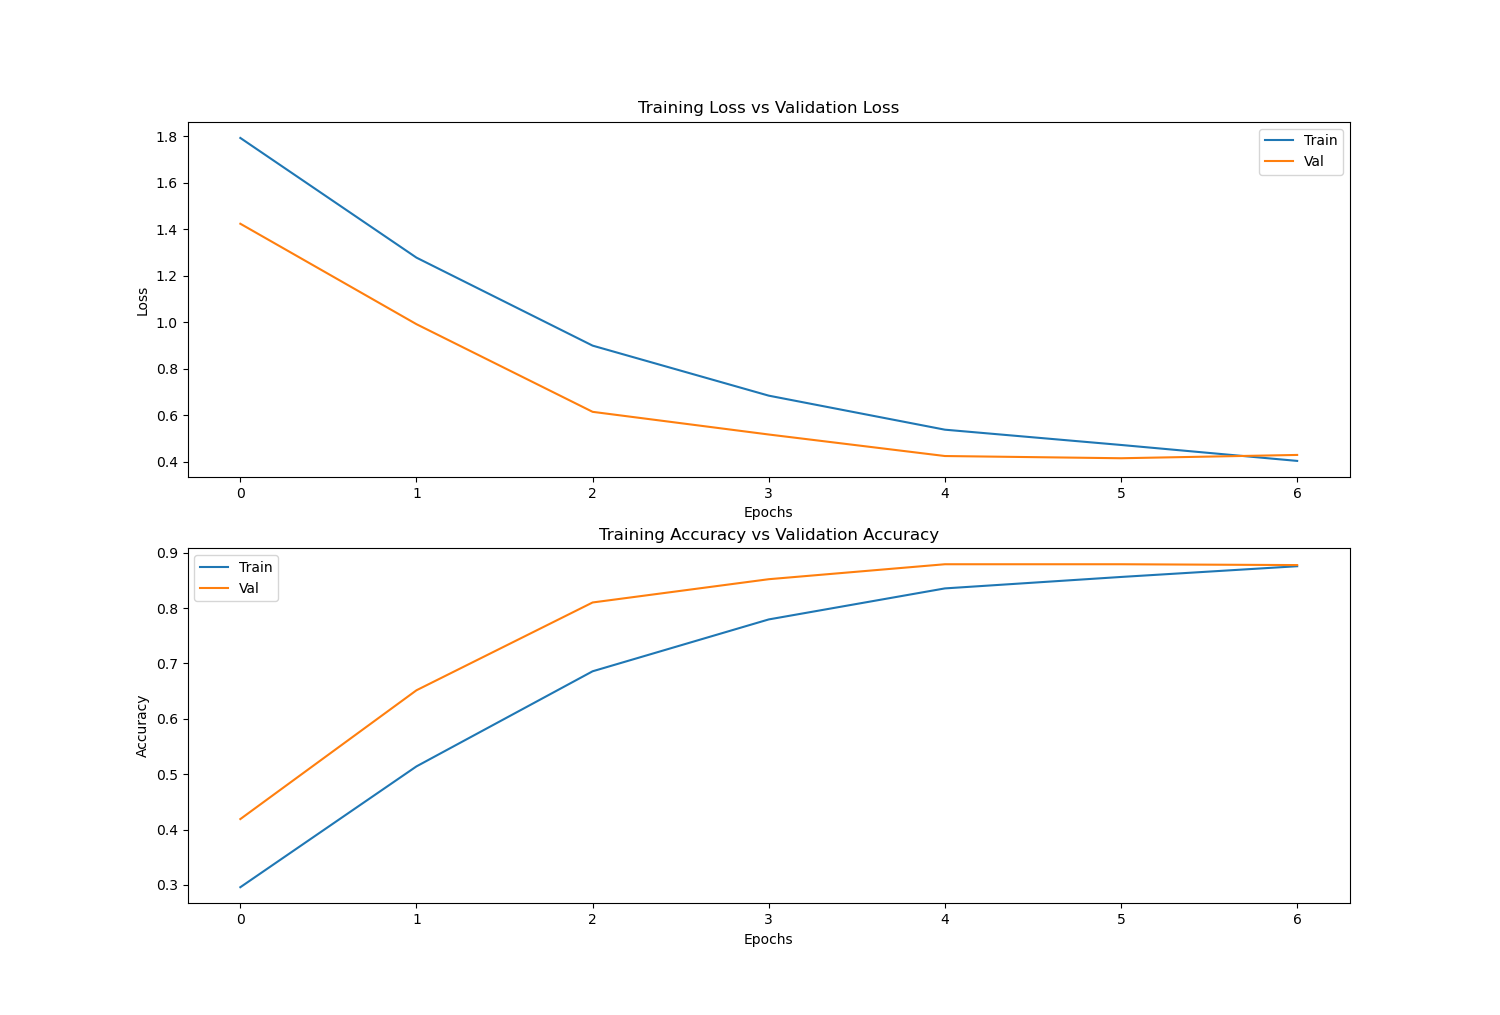 Training Loss vs Validation Loss
1.8
1.6
1.4
1.2
1.0
0.8
0.6
0.4
Loss
Train
Val
0 1 2 3 4 5 6
Epochs
Training Accuracy vs Validation Accuracy
0.9
0.8
0.7
0.6
0.5
0.4
0.3
Accuracy
Train
Val
0 1 2 3 4 5 6
Epochs